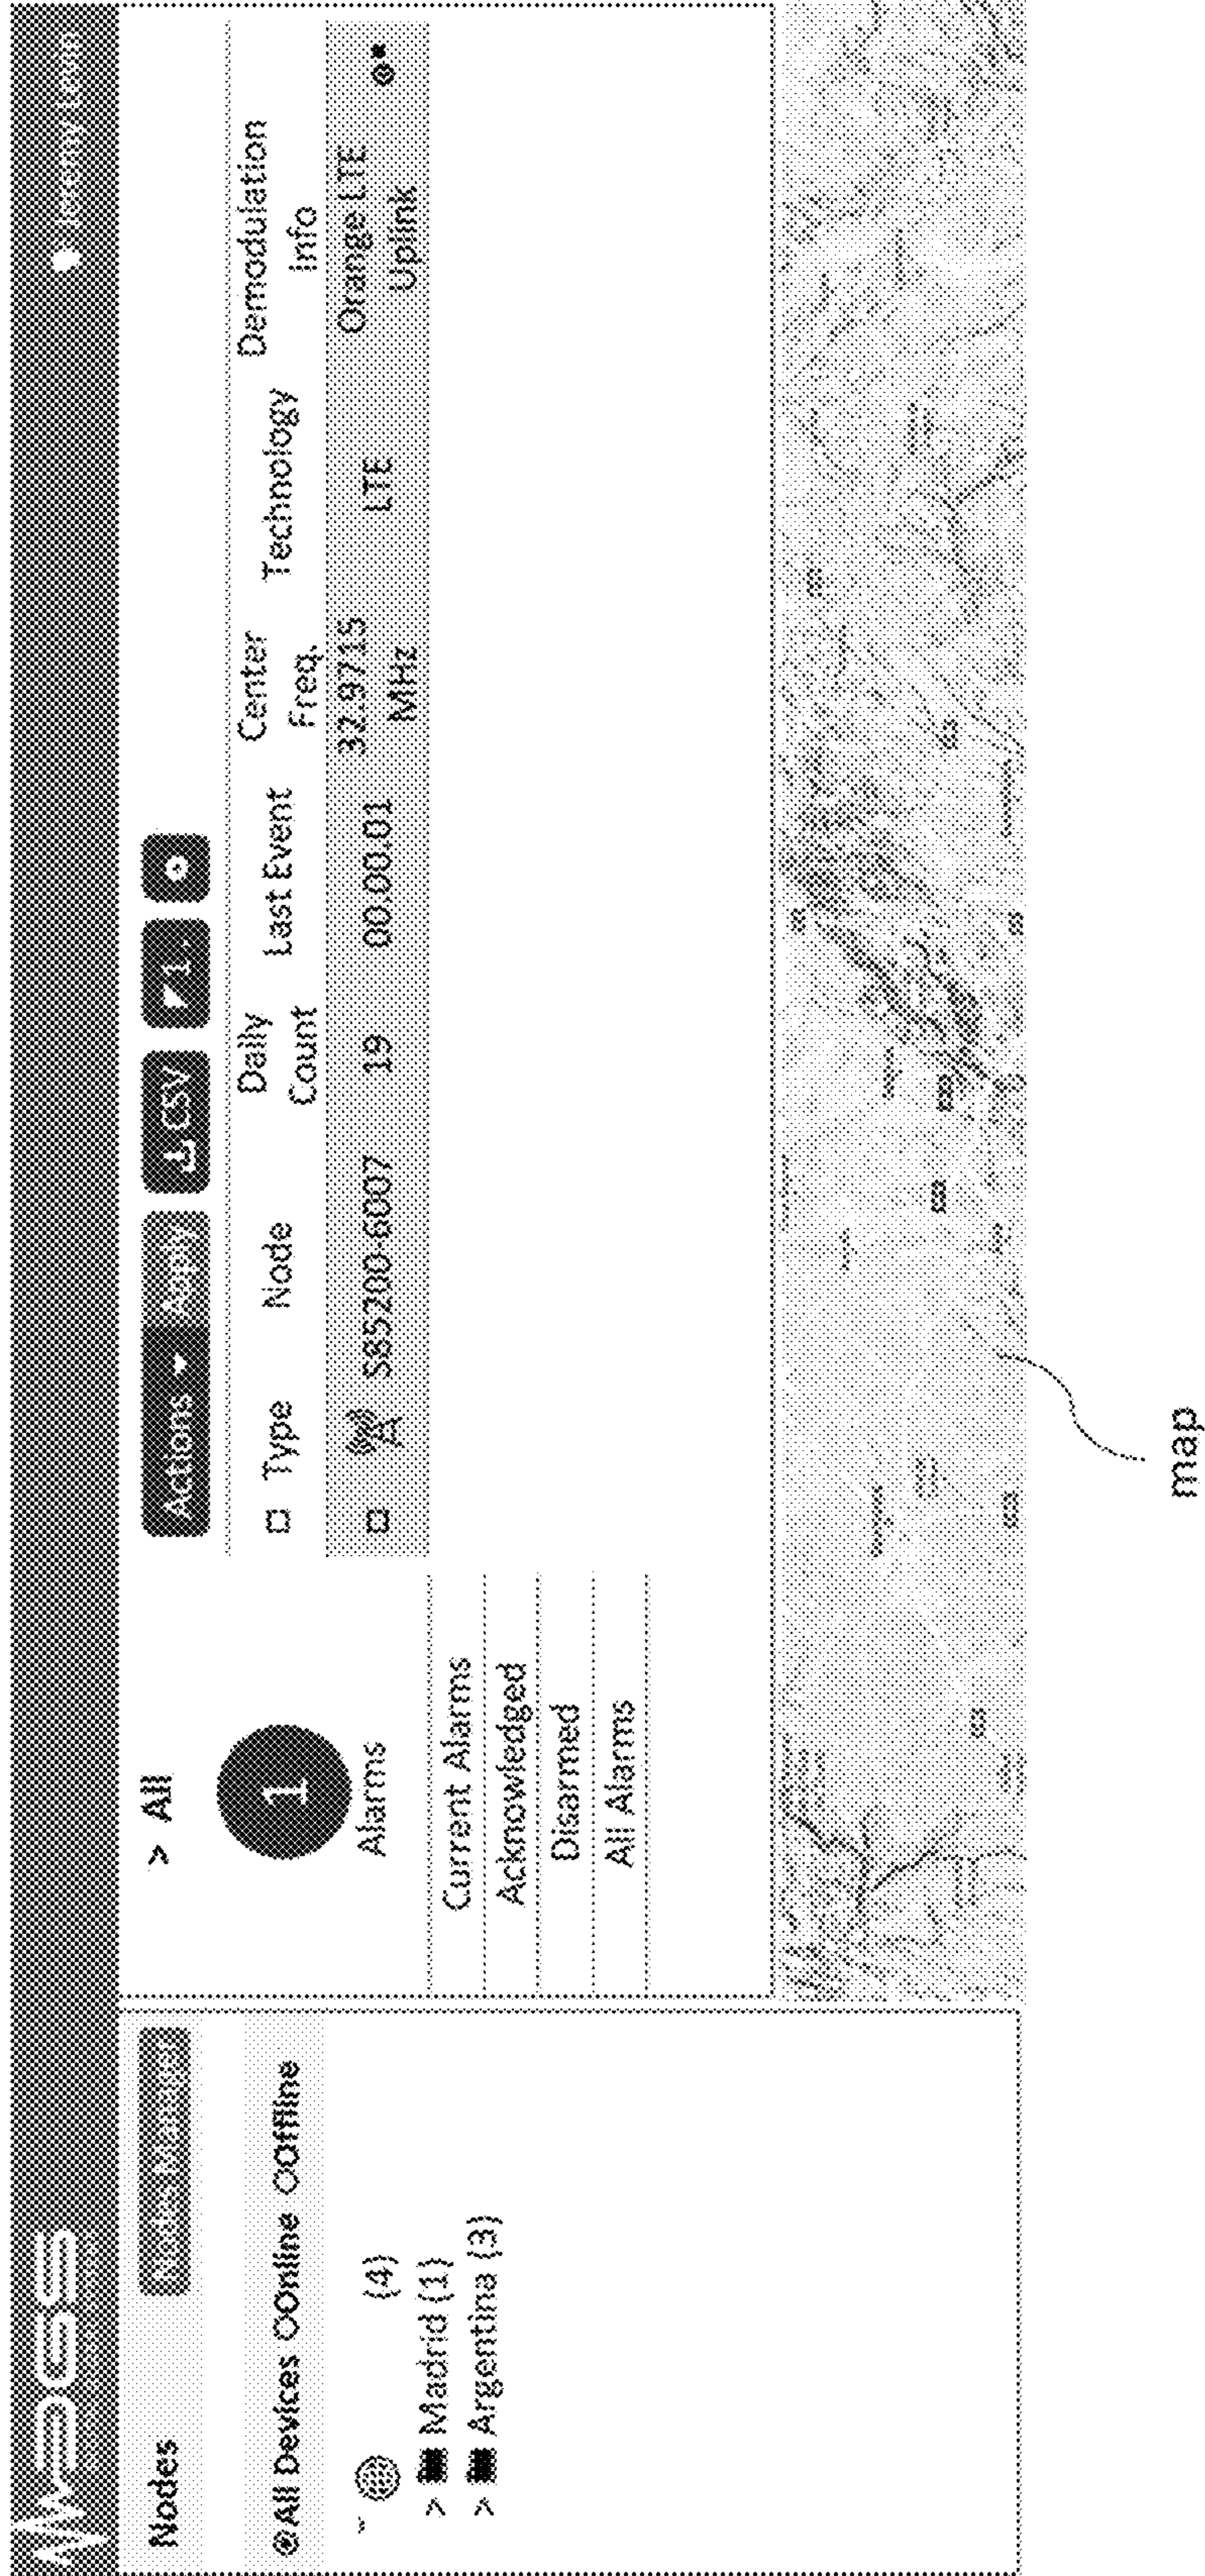 Nodes
All Devices Online Offline
(4)
> Madrid (1)
> Argentina (3)
> All
1
Alarms
Current Alarms
Acknowledged
Disarmed
All Alarms
Actions Apply CSV 1
Type Node Daily Count Last Event Center Freq. Technology Demodulation Info
S85200-6007 19 00.00.01 32.9715 MHz LTE Orange LTE Uplink
map